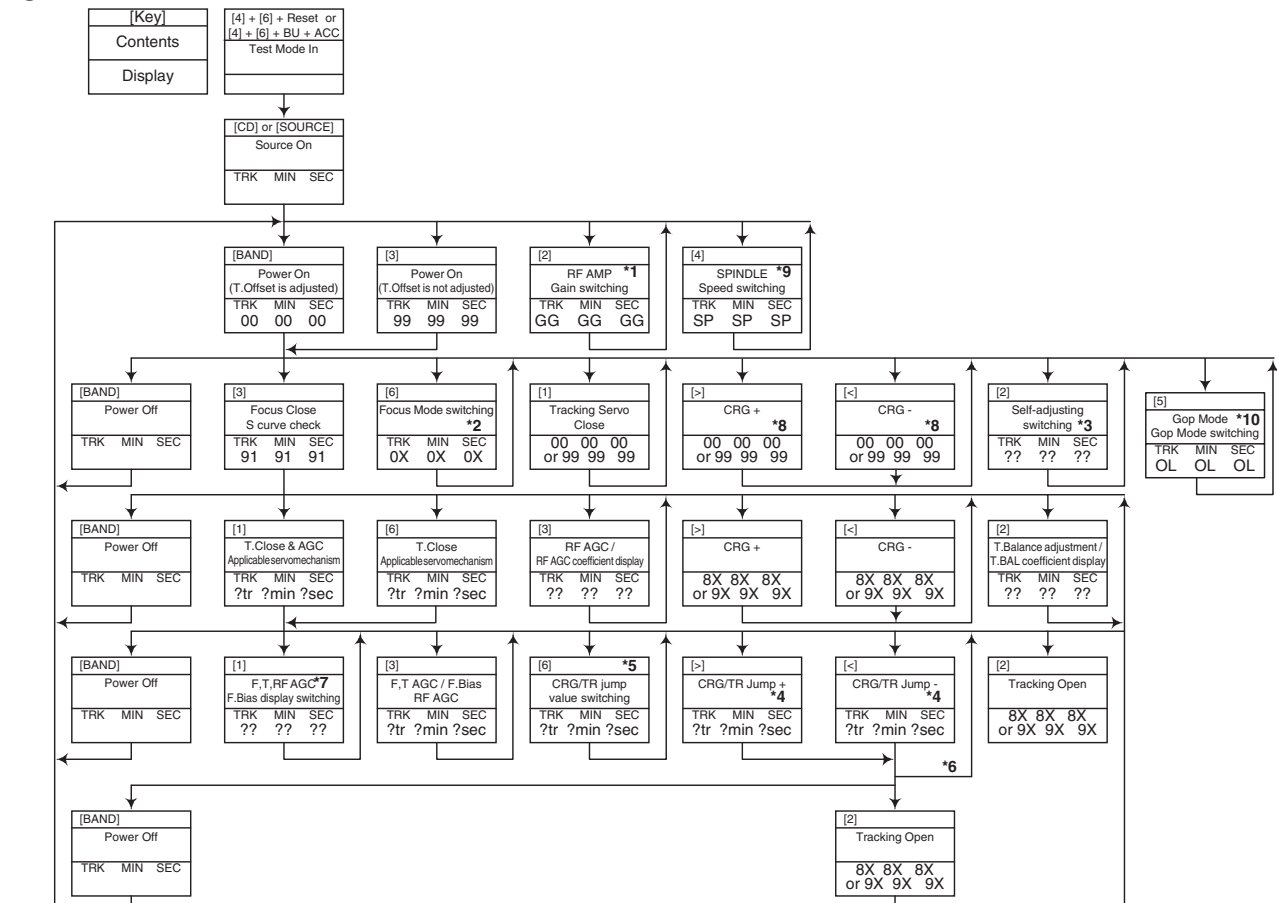 [Key]
Contents
Display
[4] + [6] + Reset or
[4] + [6] + BU + ACC
Test Mode In
[CD] or [SOURCE]
Source On
TRK MIN SEC
[BAND]
Power On
(T.Offset is adjusted)
TRK MIN SEC
00 00 00
[3]
Power On
(T.Offset is not adjusted)
TRK MIN SEC
99 99 99
[2]
RF AMP *1
Gain switching
TRK MIN SEC
GG GG GG
[4]
SPINDLE *9
Speed switching
TRK MIN SEC
SP SP SP
[BAND]
Power Off
TRK MIN SEC
[3]
Focus Close
S curve check
TRK MIN SEC
91 91 91
[6]
Focus Mode switching
*2
TRK MIN SEC
0X 0X 0X
[1]
Tracking Servo
Close
00 00 00
or 99 99 99
[>]
CRG +
*8
00 00 00
or 99 99 99
[<]
CRG -
*8
00 00 00
or 99 99 99
[2]
Self-adjusting
switching *3
TRK MIN SEC
?? ?? ??
[5]
Gop Mode *10
Gop Mode switching
TRK MIN SEC
OL OL OL
[BAND]
Power Off
TRK MIN SEC
[1]
T.Close & AGC
Applicable servomechanism
TRK MIN SEC
?tr ?min ?sec
[6]
T.Close
Applicable servomechanism
TRK MIN SEC
?tr ?min ?sec
[3]
RF AGC /
RF AGC coefficient display
TRK MIN SEC
?? ?? ??
[>]
CRG +
8X 8X 8X
or 9X 9X 9X
[<]
CRG -
8X 8X 8X
or 9X 9X 9X
[2]
T.Balance adjustment /
T.BAL coefficient display
TRK MIN SEC
?? ?? ??
[BAND]
Power Off
TRK MIN SEC
[1]
F,T,RF AGC *7
F.Bias display switching
TRK MIN SEC
?? ?? ??
[3]
F,T AGC / F.Bias
RF AGC
TRK MIN SEC
?tr ?min ?sec
[6] *5
CRG/TR jump
value switching
TRK MIN SEC
?tr ?min ?sec
[>]
CRG/TR Jump +
*4
TRK MIN SEC
?tr ?min ?sec
[<]
CRG/TR Jump -
*4
TRK MIN SEC
?tr ?min ?sec
[2]
Tracking Open
8X 8X 8X
or 9X 9X 9X
*6
[BAND]
Power Off
TRK MIN SEC
[2]
Tracking Open
8X 8X 8X
or 9X 9X 9X